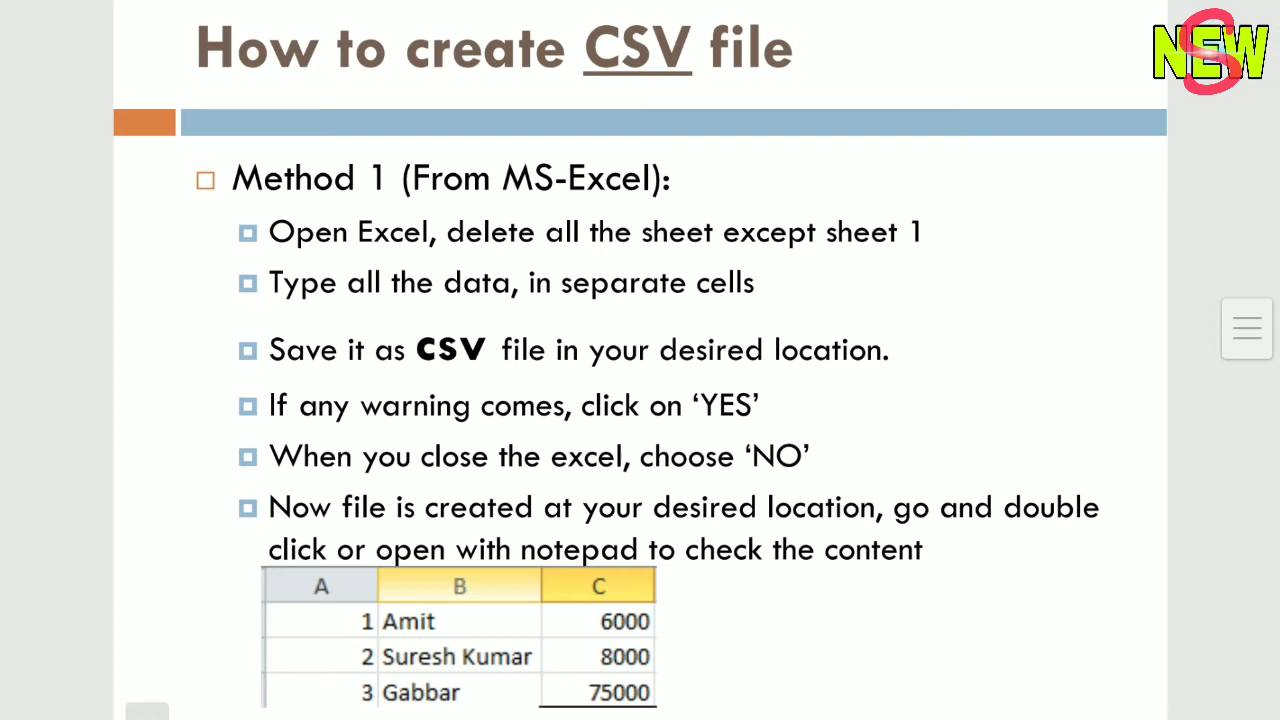 How to create CSV file
NEW
S
Method 1 (From MS-Excel):
Open Excel, delete all the sheet except sheet 1
Type all the data, in separate cells
Save it as CSV file in your desired location.
If any warning comes, click on ‘YES’
When you close the excel, choose ‘NO’
Now file is created at your desired location, go and double
click or open with notepad to check the content
A B C
1 Amit 6000
2 Suresh Kumar 8000
3 Gabbar 75000